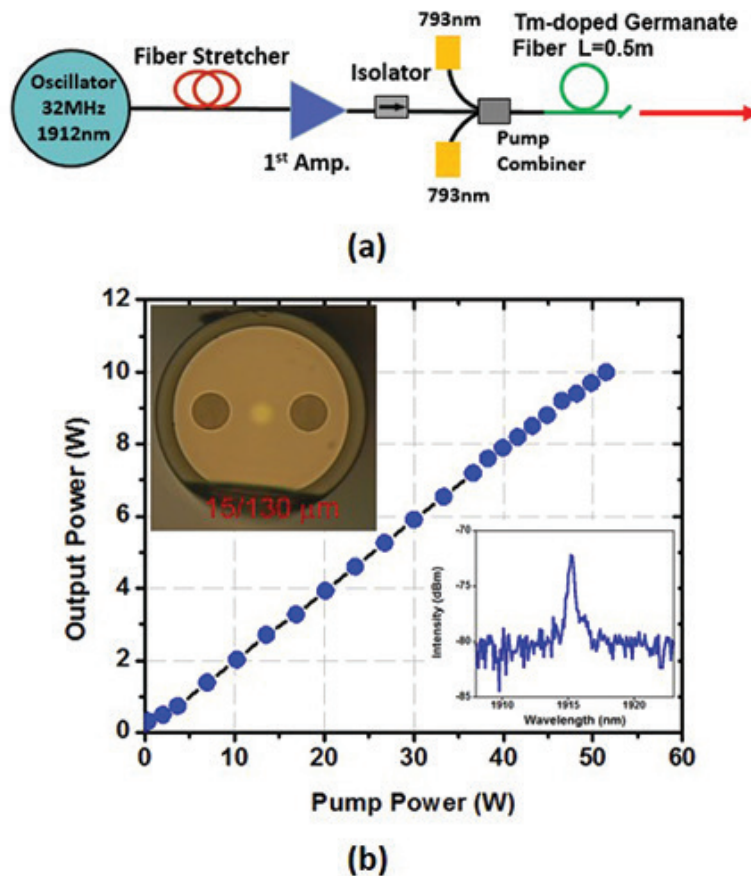 793nm
Tm-doped Germanate
Fiber L=0.5m
Fiber Stretcher
Isolator
Oscillator
32MHz
1912nm
1st Amp.
Pump
Combiner
793nm
(a)
12
10
8
6
4
2
0
Output Power (W)
15/130 μm
-70
-75
-80
-85
Intensity (dBm)
1910
1915
1920
Wavelength (nm)
0
10
20
30
40
50
60
Pump Power (W)
(b)